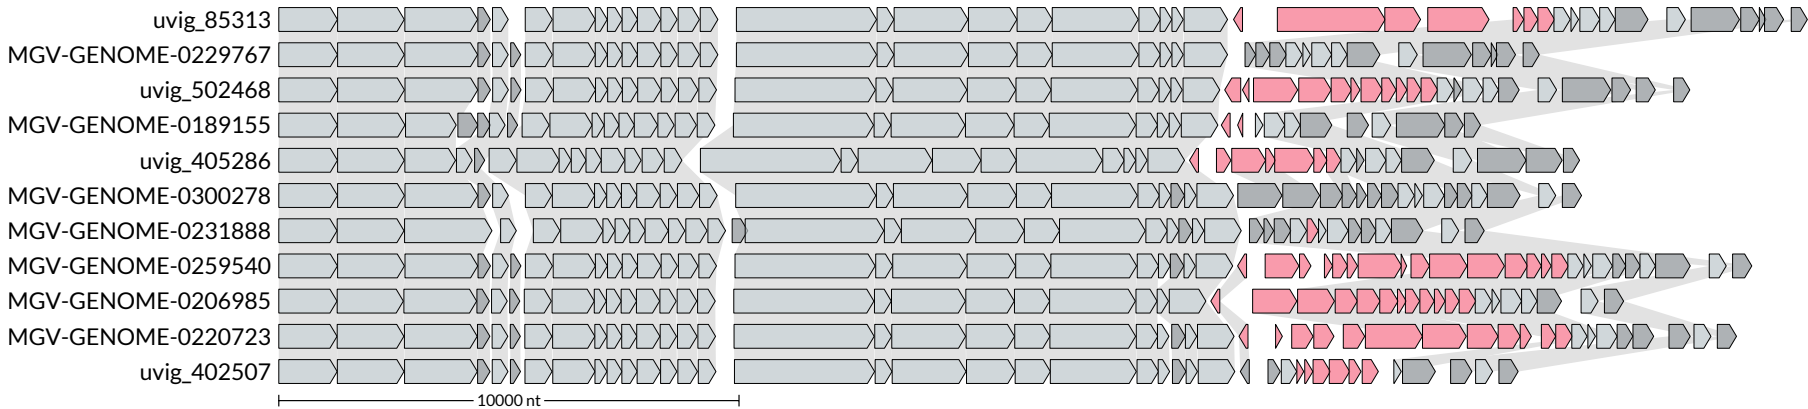 uvig_85313
MGV-GENOME-0229767
uvig_502468
MGV-GENOME-0189155
uvig_405286
MGV-GENOME-0300278
MGV-GENOME-0231888
MGV-GENOME-0259540
MGV-GENOME-0206985
MGV-GENOME-0220723
uvig_402507
10000 nt